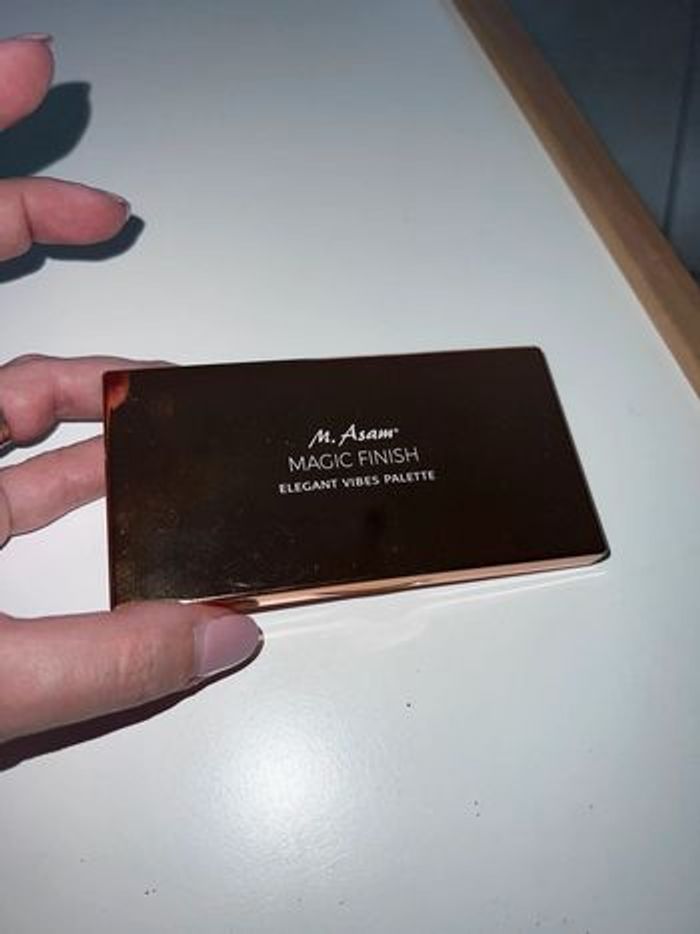 M. Asam®
MAGIC FINISH
ELEGANT VIBES PALETTE